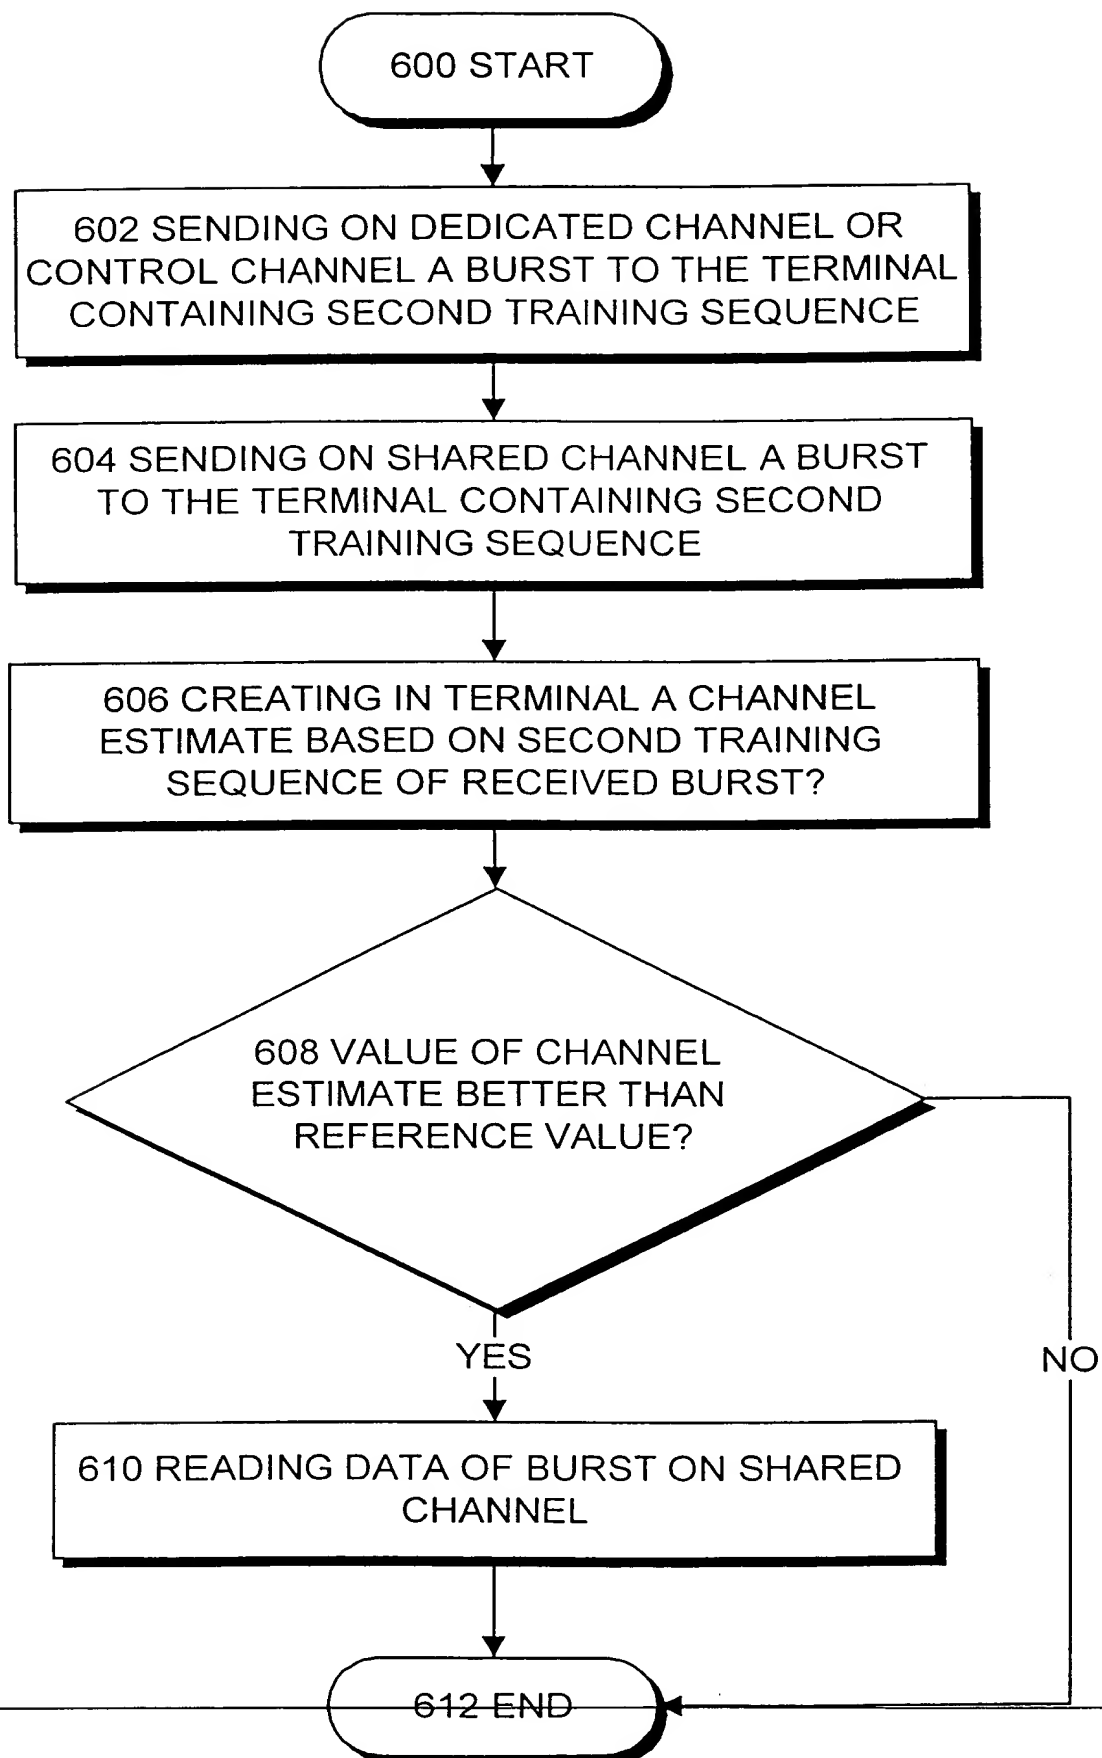 600 START
602 SENDING ON DEDICATED CHANNEL OR
CONTROL CHANNEL A BURST TO THE TERMINAL
CONTAINING SECOND TRAINING SEQUENCE
604 SENDING ON SHARED CHANNEL A BURST
TO THE TERMINAL CONTAINING SECOND
TRAINING SEQUENCE
606 CREATING IN TERMINAL A CHANNEL
ESTIMATE BASED ON SECOND TRAINING
SEQUENCE OF RECEIVED BURST?
608 VALUE OF CHANNEL
ESTIMATE BETTER THAN
REFERENCE VALUE?
YES
NO
610 READING DATA OF BURST ON SHARED
CHANNEL
612 END